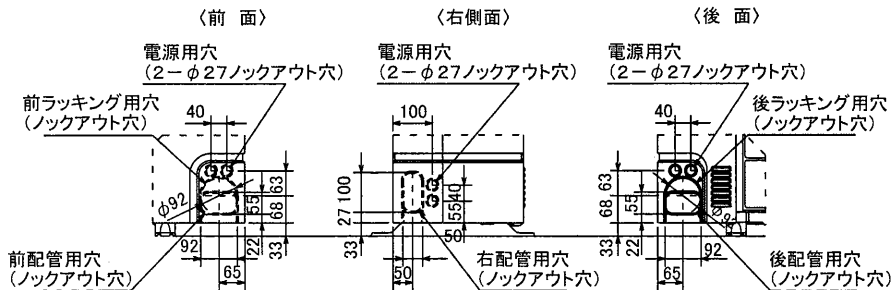 〈前 面〉
〈右側面〉
〈後 面〉
電源用穴
(2－φ27ノックアウト穴)
電源用穴
(2－φ27ノックアウト穴)
電源用穴
(2－φ27ノックアウト穴)
前ラッキング用穴
(ノックアウト穴)
後ラッキング用穴
(ノックアウト穴)
40
φ92
63
55
68
22
33
92
65
100
100
27
33
40
55
50
50
40
63
55
68
22
33
92
65
前配管用穴
(ノックアウト穴)
右配管用穴
(ノックアウト穴)
後配管用穴
(ノックアウト穴)